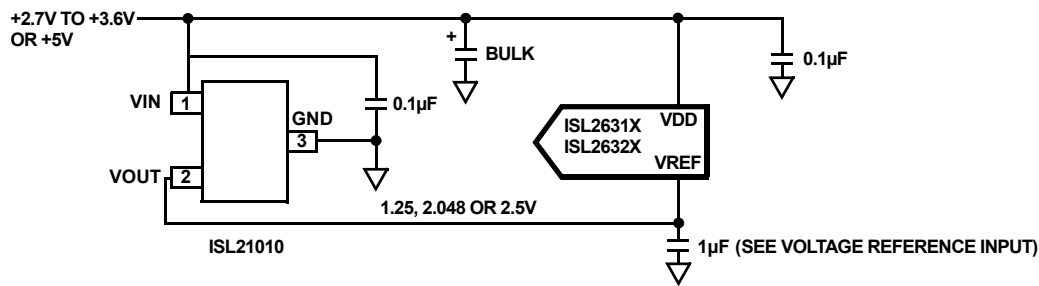 +2.7V TO +3.6V
OR +5V
+
BULK
0.1µF
VIN
1
0.1µF
GND
3
ISL2631X
ISL2632X
VDD
VREF
VOUT
2
1.25, 2.048 OR 2.5V
ISL21010
1µF (SEE VOLTAGE REFERENCE INPUT)